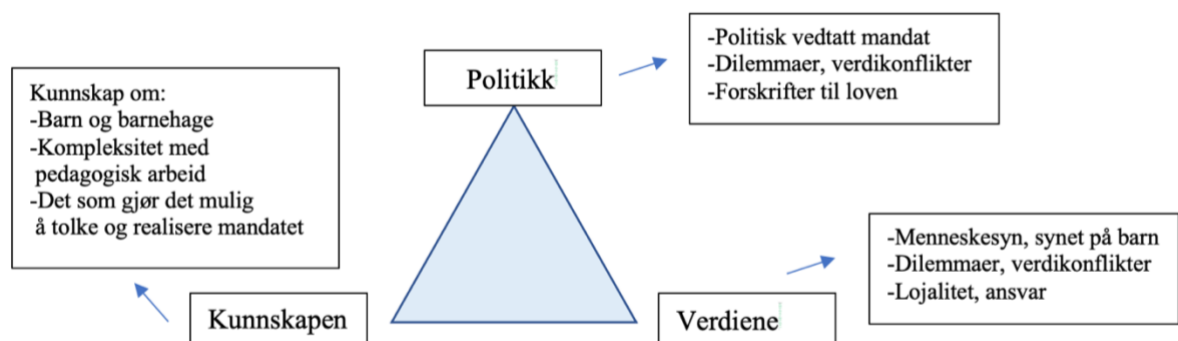 Politikk
-Politisk vedtatt mandat
-Dilemmaer, verdikonflikter
-Forskrifter til loven
Kunnskap om:
-Barn og barnehage
-Kompleksitet med
pedagogisk arbeid
-Det som gjør det mulig
å tolke og realisere mandatet
Kunnskapen
-Menneskesyn, synet på barn
-Dilemmaer, verdikonflikter
-Lojalitet, ansvar
Verdiene